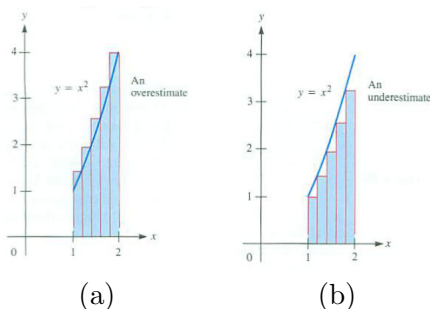 y
4
An
overestimate
y = x²
3
2
1
0
1
2
x
(a)
y
4
An
underestimate
y = x²
3
2
1
0
1
2
x
(b)